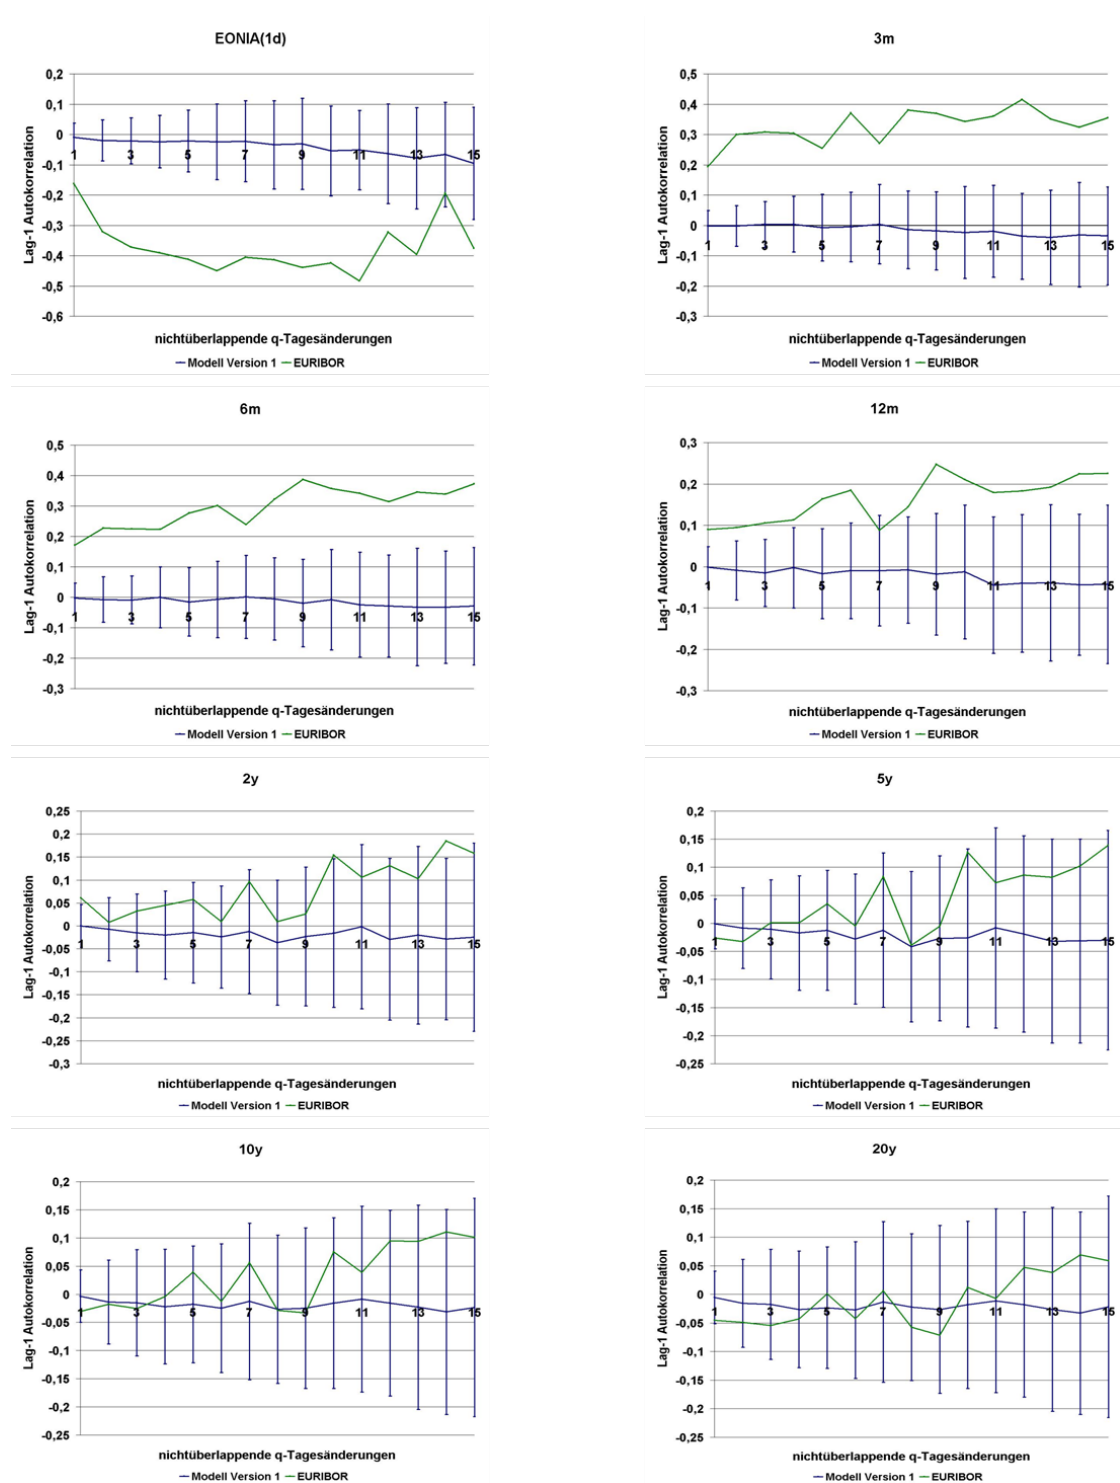 EONIA(1d)
0,2
0,1
0
-0,1
-0,2
-0,3
-0,4
-0,5
-0,6
1 3 5 7 9 11 13 15
Lag-1 Autokorrelation
nichtüberlappende q-Tagesänderungen
Modell Version 1 EURIBOR
3m
0,5
0,4
0,3
0,2
0,1
0
-0,1
-0,2
-0,3
1 3 5 7 9 11 13 15
Lag-1 Autokorrelation
nichtüberlappende q-Tagesänderungen
Modell Version 1 EURIBOR
6m
0,5
0,4
0,3
0,2
0,1
0
-0,1
-0,2
-0,3
1 3 5 7 9 11 13 15
Lag-1 Autokorrelation
nichtüberlappende q-Tagesänderungen
Modell Version 1 EURIBOR
12m
0,3
0,2
0,1
0
-0,1
-0,2
-0,3
1 3 5 7 9 11 13 15
Lag-1 Autokorrelation
nichtüberlappende q-Tagesänderungen
Modell Version 1 EURIBOR
2y
0,25
0,2
0,15
0,1
0,05
0
-0,05
-0,1
-0,15
-0,2
-0,25
-0,3
1 3 5 7 9 11 13 15
Lag-1 Autokorrelation
nichtüberlappende q-Tagesänderungen
Modell Version 1 EURIBOR
5y
0,2
0,15
0,1
0,05
0
-0,05
-0,1
-0,15
-0,2
-0,25
1 3 5 7 9 11 13 15
Lag-1 Autokorrelation
nichtüberlappende q-Tagesänderungen
Modell Version 1 EURIBOR
10y
0,2
0,15
0,1
0,05
0
-0,05
-0,1
-0,15
-0,2
-0,25
1 3 5 7 9 11 13 15
Lag-1 Autokorrelation
nichtüberlappende q-Tagesänderungen
Modell Version 1 EURIBOR
20y
0,2
0,15
0,1
0,05
0
-0,05
-0,1
-0,15
-0,2
-0,25
1 3 5 7 9 11 13 15
Lag-1 Autokorrelation
nichtüberlappende q-Tagesänderungen
Modell Version 1 EURIBOR